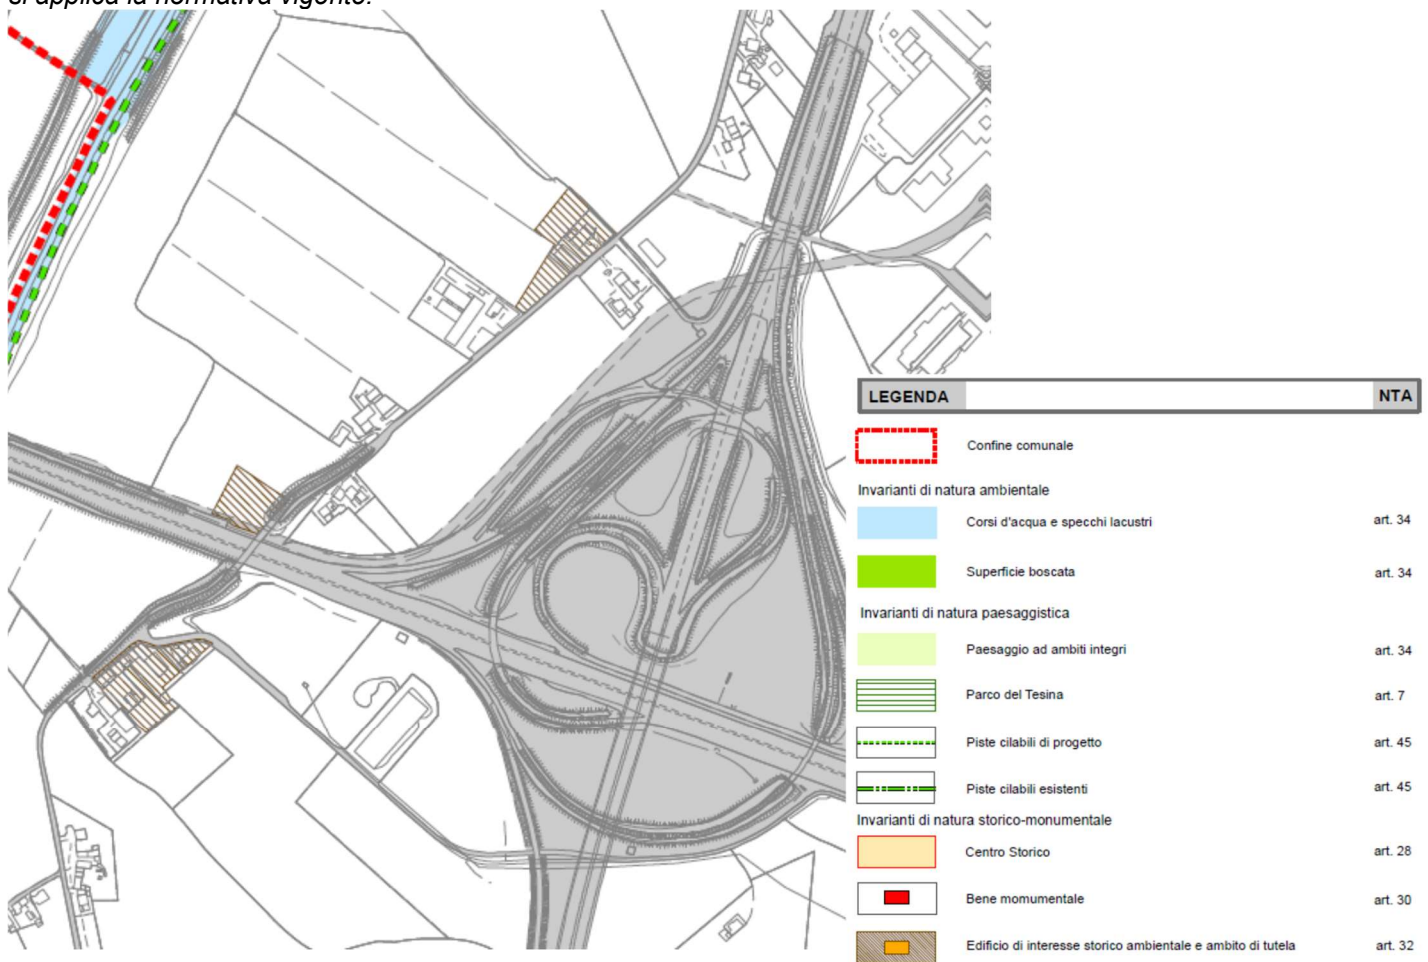 si applica la normativa vigente.
LEGENDA NTA
Confine comunale
Invarianti di natura ambientale
Corsi d'acqua e specchi lacustri art. 34
Superficie boscata art. 34
Invarianti di natura paesaggistica
Paesaggio ad ambiti integri art. 34
Parco del Tesina art. 7
Piste cilabili di progetto art. 45
Piste cilabili esistenti art. 45
Invarianti di natura storico-monumentale
Centro Storico art. 28
Bene momumentale art. 30
Edificio di interesse storico ambientale e ambito di tutela art. 32